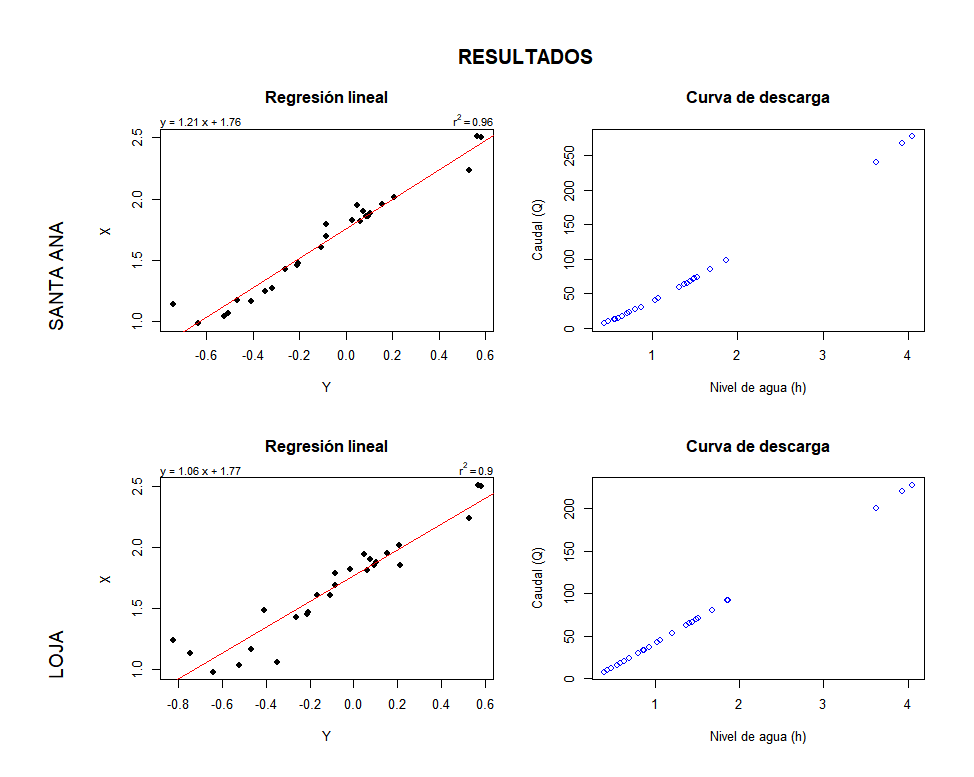 RESULTADOS
Regresión lineal
y = 1.21 x + 1.76
r² = 0.96
2.5
2.0
1.5
1.0
X
-0.6
-0.4
-0.2
0.0
0.2
0.4
0.6
Y
SANTA ANA
Curva de descarga
250
200
150
100
50
0
Caudal (Q)
1
2
3
4
Nivel de agua (h)
Regresión lineal
y = 1.06 x + 1.77
r² = 0.9
2.5
2.0
1.5
1.0
X
-0.8
-0.6
-0.4
-0.2
0.0
0.2
0.4
0.6
Y
LOJA
Curva de descarga
200
150
100
50
0
Caudal (Q)
1
2
3
4
Nivel de agua (h)